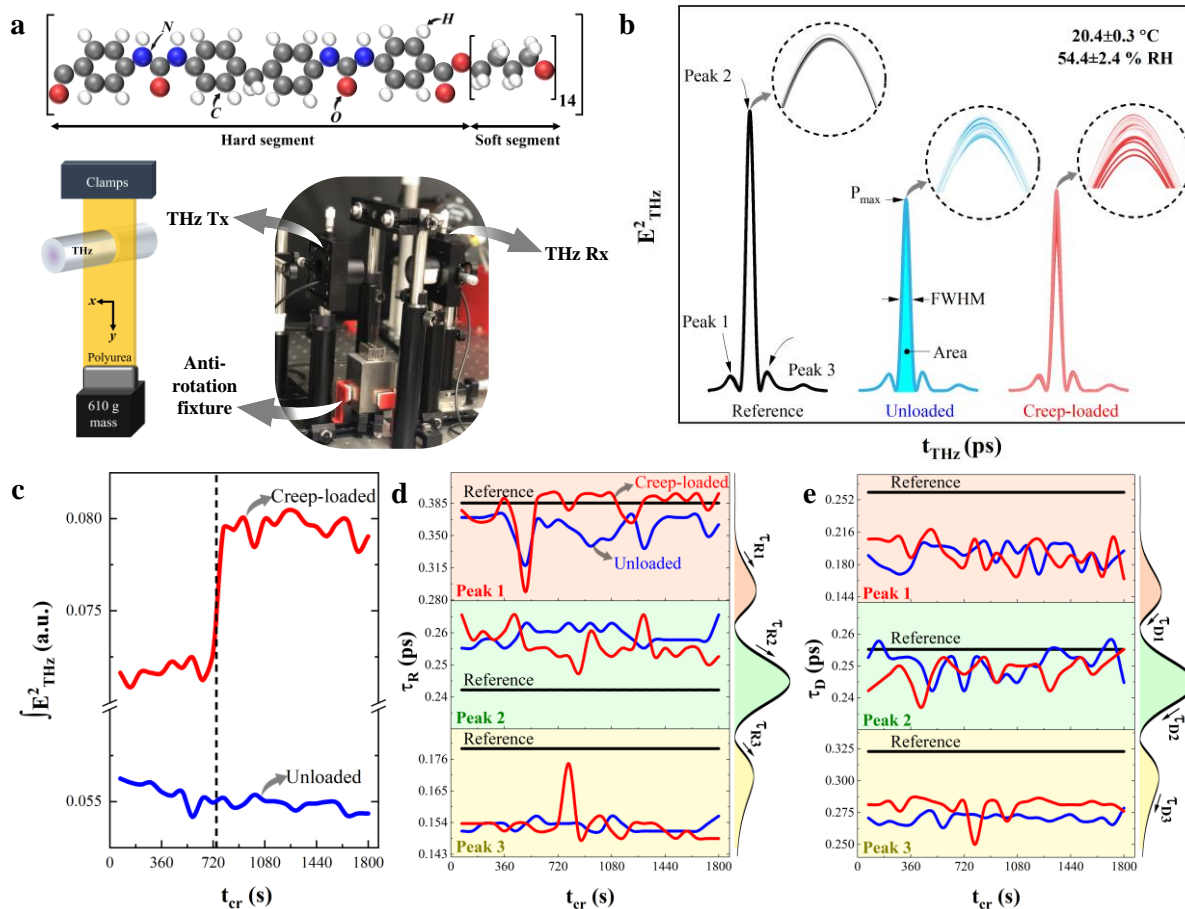 a
N
H
C
O
14
Hard segment
Soft segment
Clamps
THz
x
y
Polyurea
610 g
mass
THz Tx
THz Rx
Anti-
rotation
fixture
b
20.4±0.3 °C
54.4±2.4 % RH
Peak 2
P_max
E²_THz
FWHM
Peak 1
Area
Peak 3
Reference
Unloaded
Creep-loaded
t_THz (ps)
c
Creep-loaded
0.080
0.075
Unloaded
0.055
∫E²_THz (a.u.)
0
360
720
1080
1440
1800
t_cr (s)
d
Reference
Creep-loaded
0.385
0.350
0.315
0.280
Unloaded
Peak 1
0.26
0.25
0.24
Reference
Peak 2
Reference
0.176
0.165
0.154
0.143
Peak 3
τ_R (ps)
0
360
720
1080
1440
1800
t_cr (s)
τ_R1
τ_R2
τ_R3
e
Reference
0.252
0.216
0.180
0.144
Peak 1
Reference
0.26
0.25
0.24
Peak 2
Reference
0.325
0.300
0.275
0.250
Peak 3
τ_D (ps)
0
360
720
1080
1440
1800
t_cr (s)
τ_D1
τ_D2
τ_D3